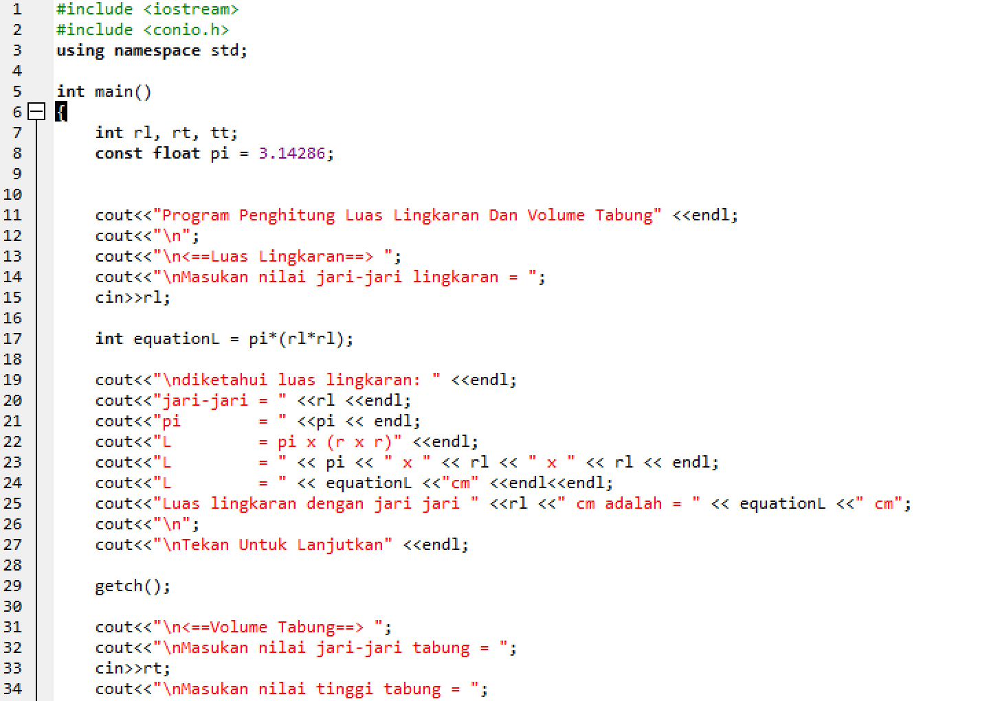 1 #include <iostream>
2 #include <conio.h>
3 using namespace std;
4
5 int main()
6 {
7 int rl, rt, tt;
8 const float pi = 3.14286;
9
10
11 cout<<"Program Penghitung Luas Lingkaran Dan Volume Tabung" <<endl;
12 cout<<"\n";
13 cout<<"\n<==Luas Lingkaran==> ";
14 cout<<"\nMasukan nilai jari-jari lingkaran = ";
15 cin>>rl;
16
17 int equationL = pi*(rl*rl);
18
19 cout<<"\ndiketahui luas lingkaran: " <<endl;
20 cout<<"jari-jari = " <<rl <<endl;
21 cout<<"pi        = " <<pi << endl;
22 cout<<"L         = pi x (r x r)" <<endl;
23 cout<<"L         = " << pi << " x " << rl << " x " << rl << endl;
24 cout<<"L         = " << equationL <<"cm" <<endl<<endl;
25 cout<<"Luas lingkaran dengan jari jari " <<rl <<" cm adalah = " << equationL <<" cm";
26 cout<<"\n";
27 cout<<"\nTekan Untuk Lanjutkan" <<endl;
28
29 getch();
30
31 cout<<"\n<==Volume Tabung==> ";
32 cout<<"\nMasukan nilai jari-jari tabung = ";
33 cin>>rt;
34 cout<<"\nMasukan nilai tinggi tabung = ";